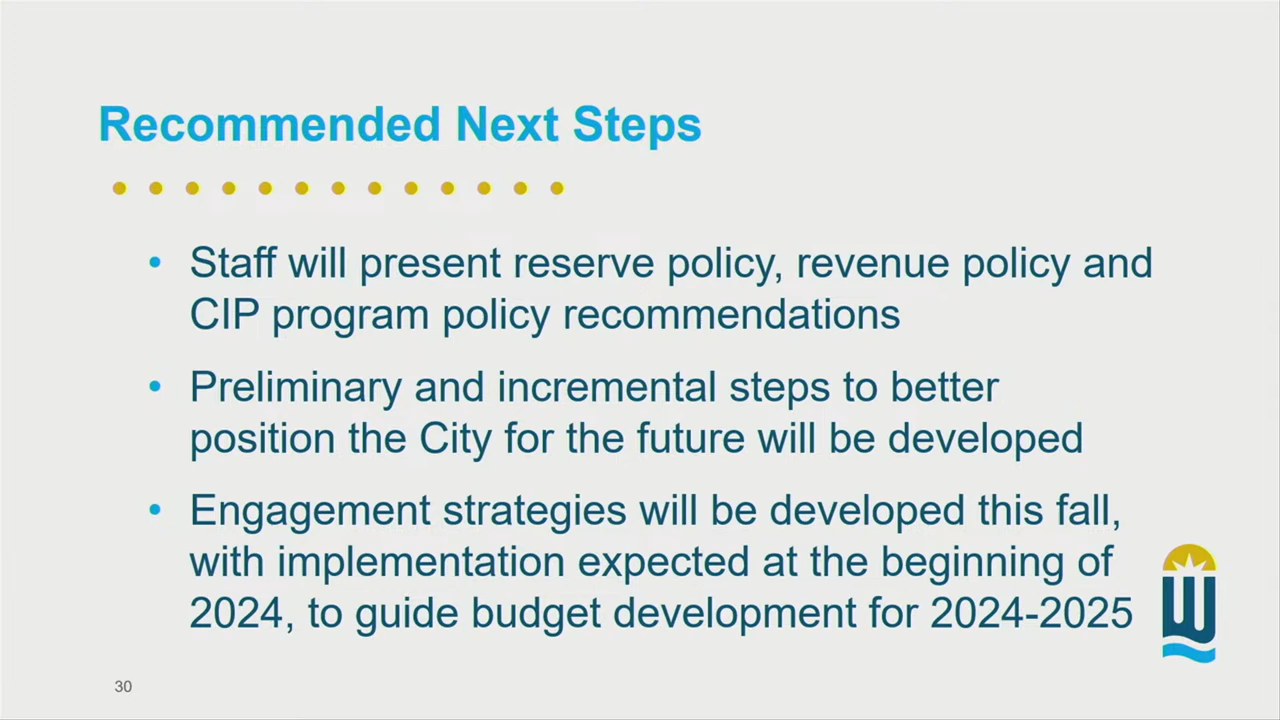 Recommended Next Steps
• Staff will present reserve policy, revenue policy and
CIP program policy recommendations
• Preliminary and incremental steps to better
position the City for the future will be developed
• Engagement strategies will be developed this fall,
with implementation expected at the beginning of
2024, to guide budget development for 2024-2025
W
30